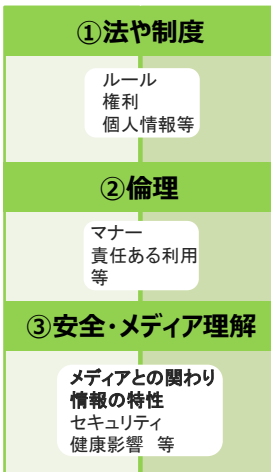 ①法や制度
ルール
権利
個人情報等
②倫理
マナー
責任ある利用
等
③安全・メディア理解
メディアとの関わり
情報の特性
セキュリティ
健康影響 等